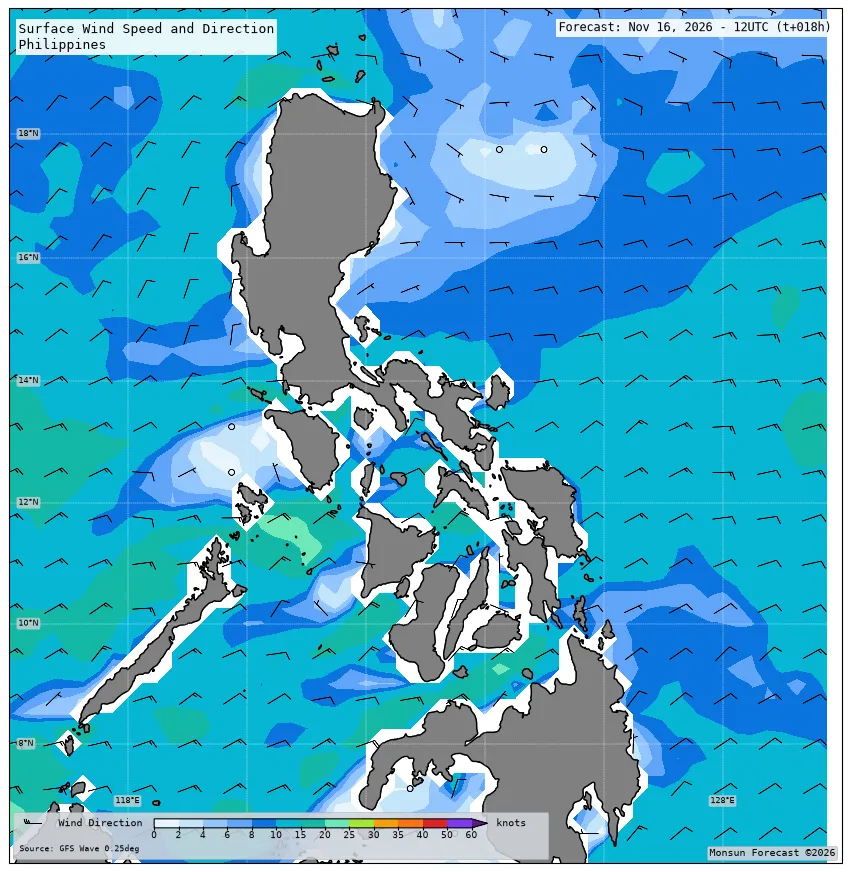 Surface Wind Speed and Direction
Philippines
Forecast: Nov 16, 2026 - 12UTC (t+018h)
18°N
16°N
14°N
12°N
10°N
8°N
118°E
128°E
Wind Direction
0 2 4 6 8 10 15 20 25 30 35 40 50 60
knots
Source: GFS Wave 0.25deg
Monsun Forecast ©2026